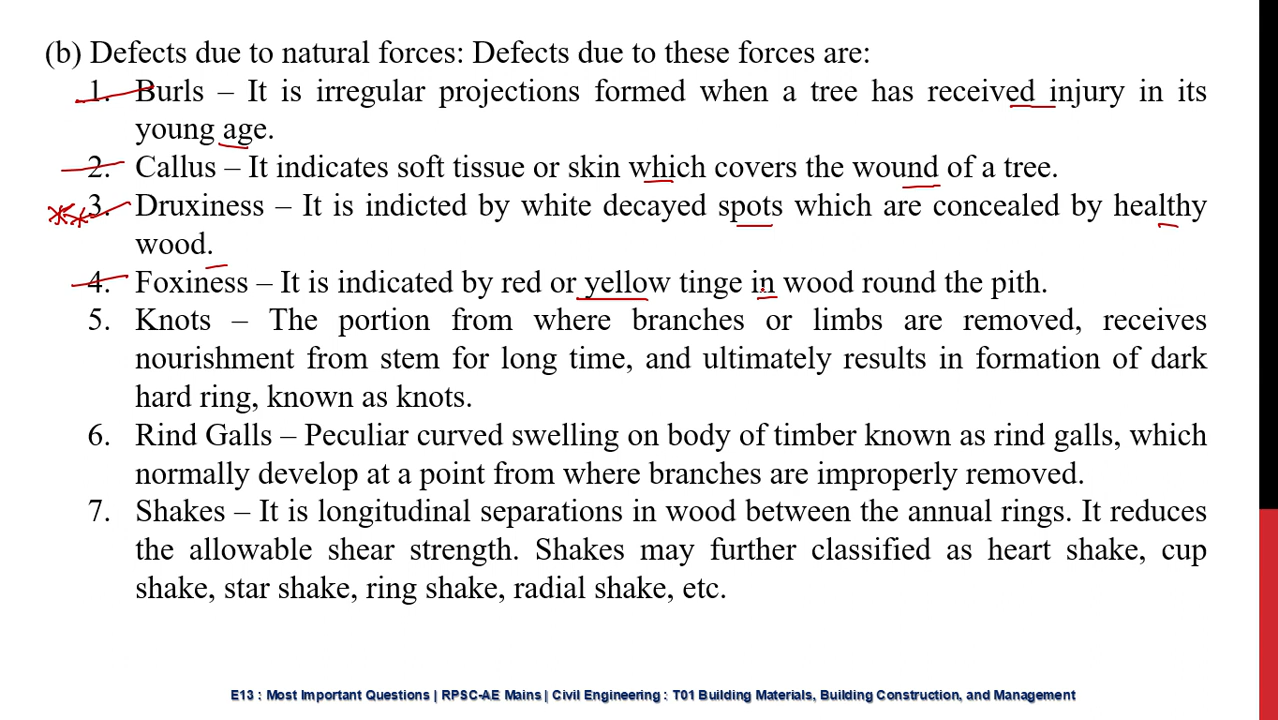 (b) Defects due to natural forces: Defects due to these forces are:
1. Burls – It is irregular projections formed when a tree has received injury in its
young age.
2. Callus – It indicates soft tissue or skin which covers the wound of a tree.
3. Druxiness – It is indicted by white decayed spots which are concealed by healthy
wood.
4. Foxiness – It is indicated by red or yellow tinge in wood round the pith.
5. Knots – The portion from where branches or limbs are removed, receives
nourishment from stem for long time, and ultimately results in formation of dark
hard ring, known as knots.
6. Rind Galls – Peculiar curved swelling on body of timber known as rind galls, which
normally develop at a point from where branches are improperly removed.
7. Shakes – It is longitudinal separations in wood between the annual rings. It reduces
the allowable shear strength. Shakes may further classified as heart shake, cup
shake, star shake, ring shake, radial shake, etc.
E13 : Most Important Questions | RPSC-AE Mains | Civil Engineering : T01 Building Materials, Building Construction, and Management